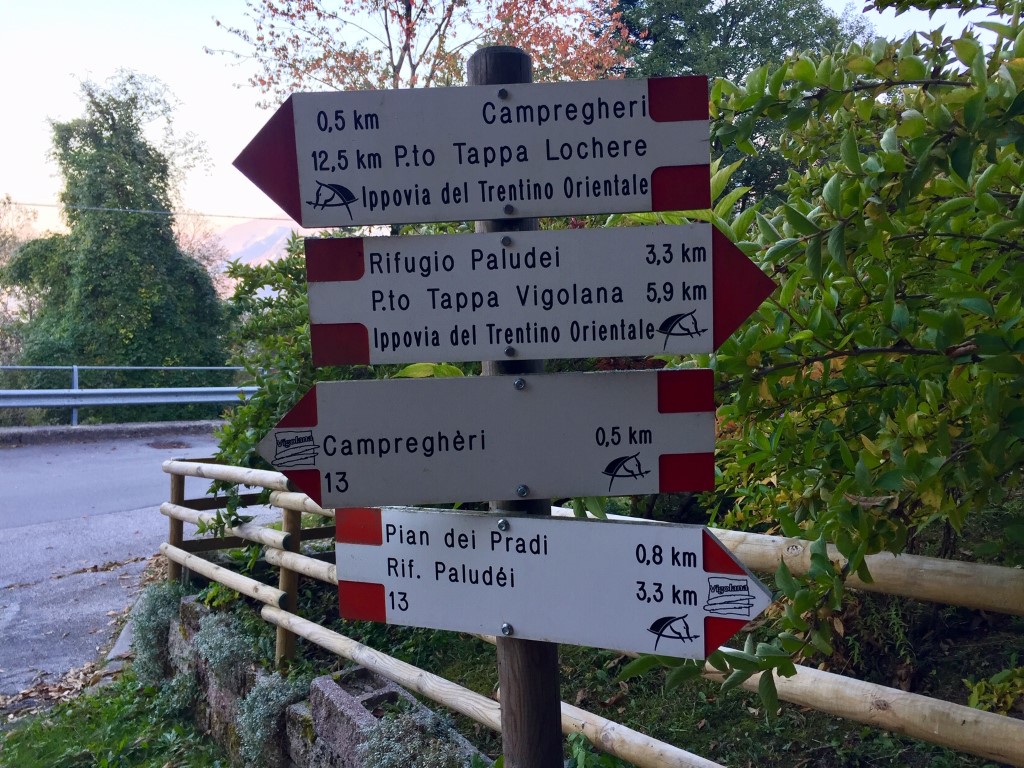 0,5 km Campregheri
12,5 km P.to Tappa Lochere
Ippovia del Trentino Orientale
Rifugio Paludei 3,3 km
P.to Tappa Vigolana 5,9 km
Ippovia del Trentino Orientale
Vigolana
Campreghèri 0,5 km
13
Pian dei Pradi 0,8 km
Rif. Paludéi 3,3 km
13
Vigolana